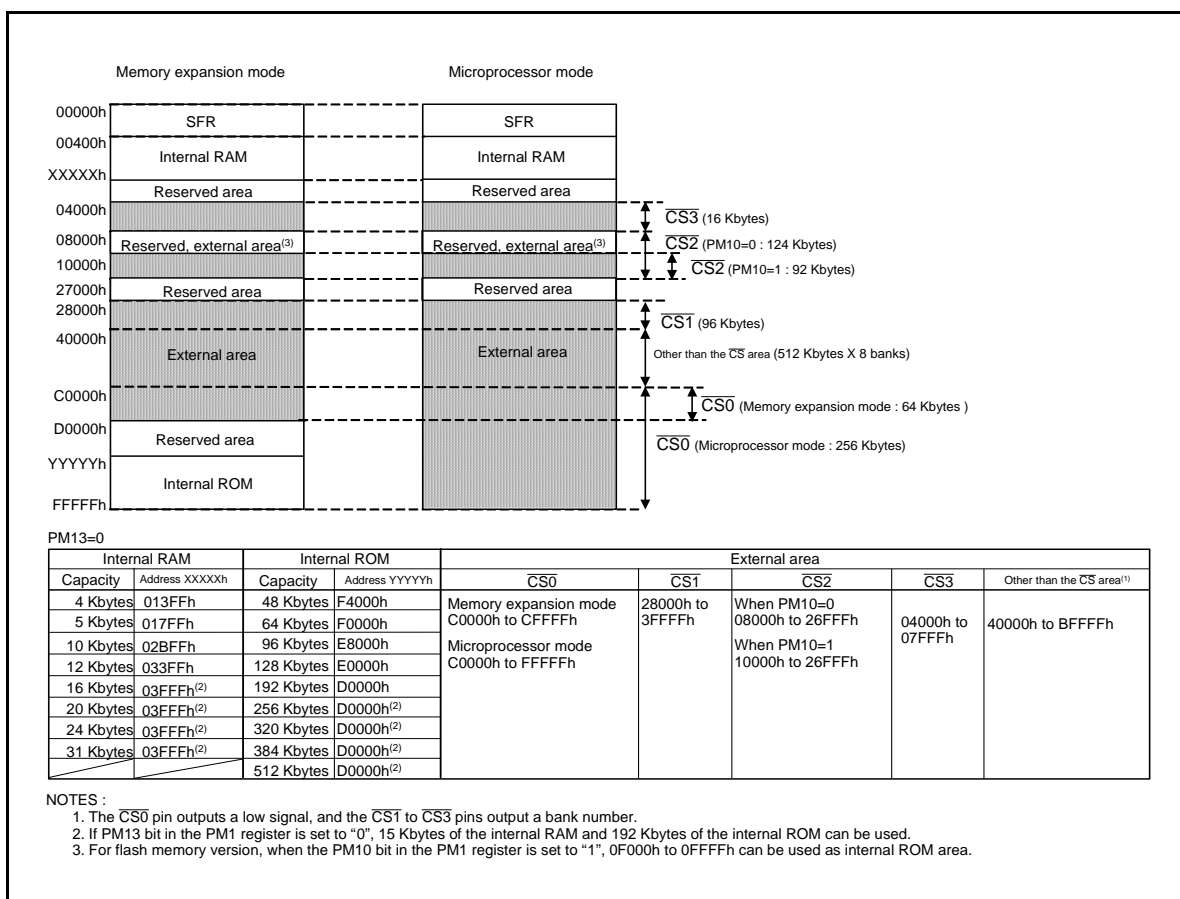 Memory expansion mode
Microprocessor mode
00000h
SFR
SFR
00400h
Internal RAM
Internal RAM
XXXXXh
Reserved area
Reserved area
04000h
CS3 (16 Kbytes)
08000h
Reserved, external area(3)
Reserved, external area(3)
CS2 (PM10=0 : 124 Kbytes)
10000h
CS2 (PM10=1 : 92 Kbytes)
27000h
Reserved area
Reserved area
28000h
CS1 (96 Kbytes)
40000h
External area
External area
Other than the CS area (512 Kbytes X 8 banks)
C0000h
CS0 (Memory expansion mode : 64 Kbytes )
D0000h
Reserved area
CS0 (Microprocessor mode : 256 Kbytes)
YYYYYh
Internal ROM
FFFFFh
PM13=0
Internal RAM Internal ROM External area
Capacity Address XXXXXh Capacity Address YYYYYh CS0 CS1 CS2 CS3 Other than the CS area(1)
4 Kbytes 013FFh 48 Kbytes F4000h
5 Kbytes 017FFh 64 Kbytes F0000h
10 Kbytes 02BFFh 96 Kbytes E8000h
12 Kbytes 033FFh 128 Kbytes E0000h
16 Kbytes 03FFFh(2) 192 Kbytes D0000h
20 Kbytes 03FFFh(2) 256 Kbytes D0000h(2)
24 Kbytes 03FFFh(2) 320 Kbytes D0000h(2)
31 Kbytes 03FFFh(2) 384 Kbytes D0000h(2)
512 Kbytes D0000h(2)
Memory expansion mode
C0000h to CFFFFh
Microprocessor mode
C0000h to FFFFFh
28000h to
3FFFFh
When PM10=0
08000h to 26FFFh
When PM10=1
10000h to 26FFFh
04000h to
07FFFh
40000h to BFFFFh
NOTES :
1. The CS0 pin outputs a low signal, and the CS1 to CS3 pins output a bank number.
2. If PM13 bit in the PM1 register is set to “0”, 15 Kbytes of the internal RAM and 192 Kbytes of the internal ROM can be used.
3. For flash memory version, when the PM10 bit in the PM1 register is set to “1”, 0F000h to 0FFFFh can be used as internal ROM area.